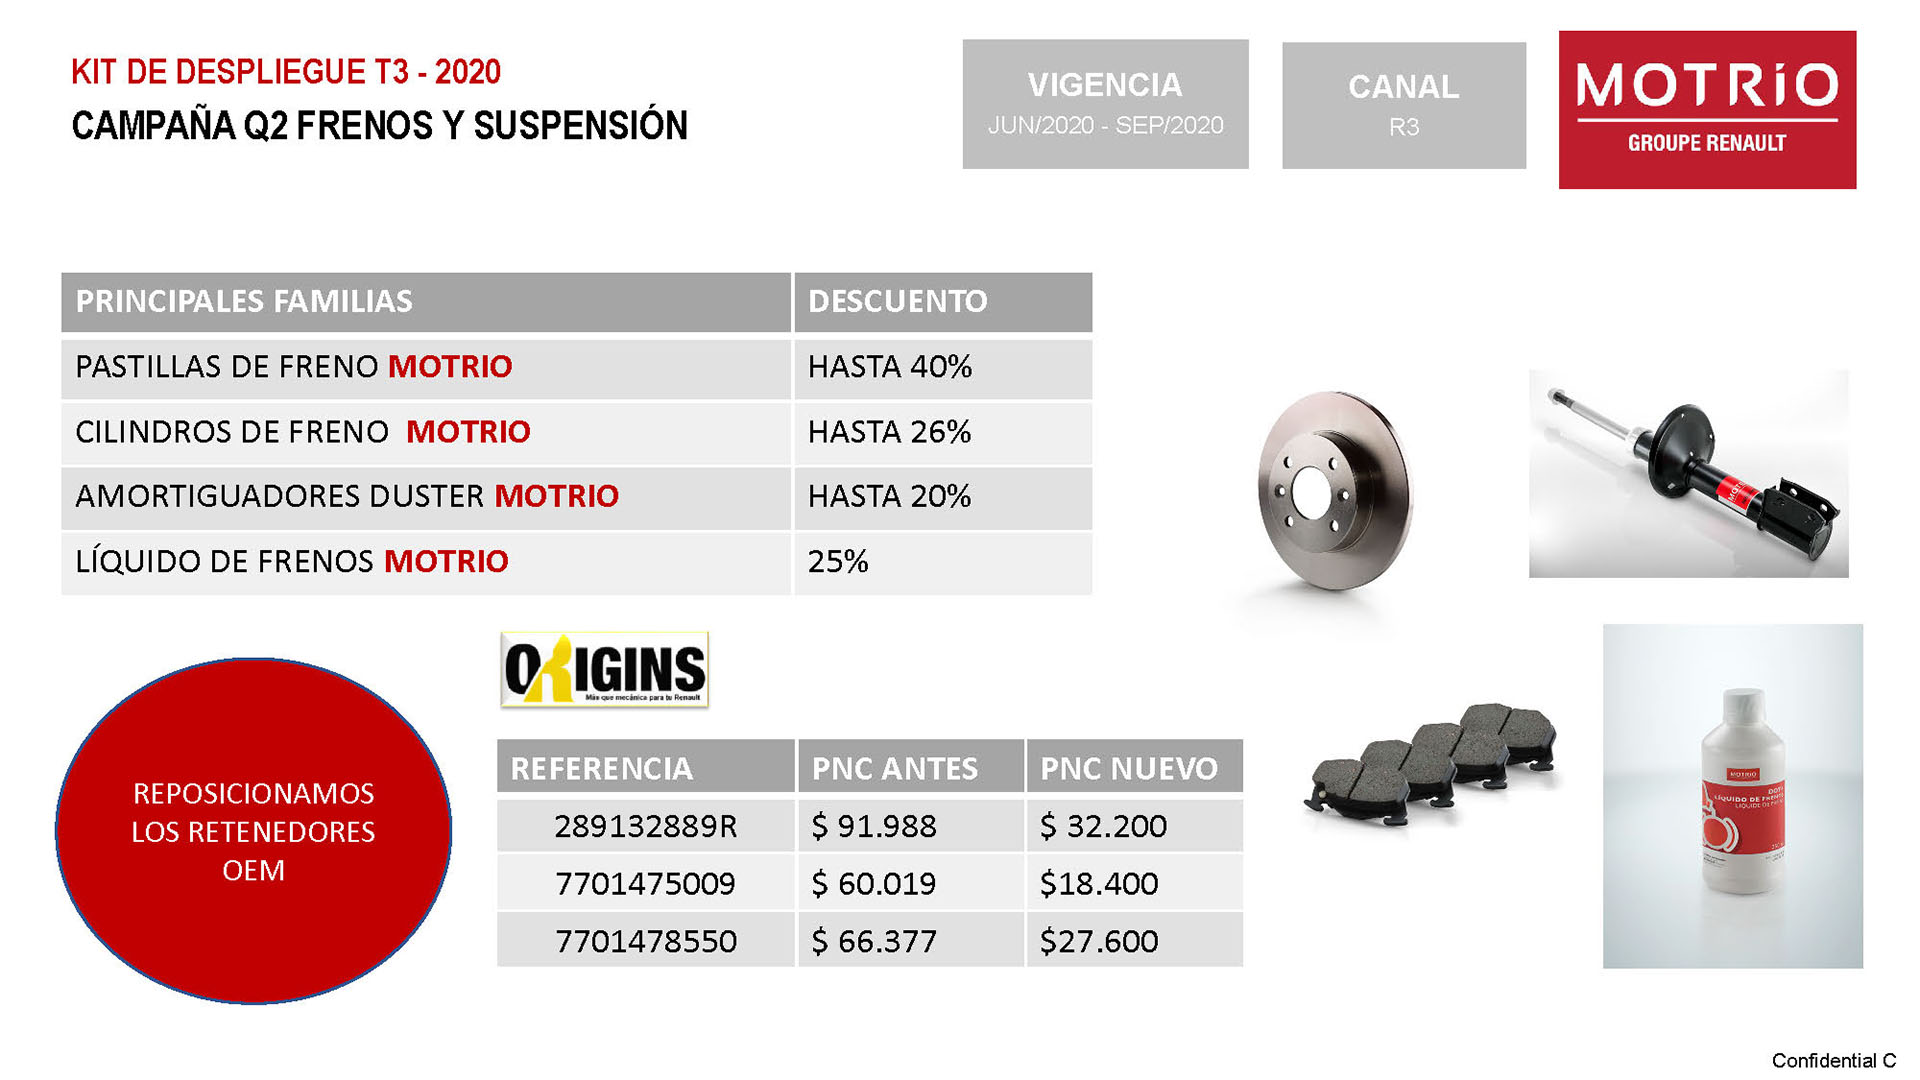 KIT DE DESPLIEGUE T3 - 2020
CAMPAÑA Q2 FRENOS Y SUSPENSIÓN
VIGENCIA
JUN/2020 - SEP/2020
CANAL
R3
MOTRiO
GROUPE RENAULT
PRINCIPALES FAMILIAS DESCUENTO
PASTILLAS DE FRENO MOTRIO HASTA 40%
CILINDROS DE FRENO MOTRIO HASTA 26%
AMORTIGUADORES DUSTER MOTRIO HASTA 20%
LÍQUIDO DE FRENOS MOTRIO 25%
MOTRIO
ORIGINS
Más que mecánica para tu Renault
REPOSICIONAMOS
LOS RETENEDORES
OEM
REFERENCIA PNC ANTES PNC NUEVO
289132889R $ 91.988 $ 32.200
7701475009 $ 60.019 $18.400
7701478550 $ 66.377 $27.600
MOTRIO
LÍQUIDO DE FRENOS
Confidential C